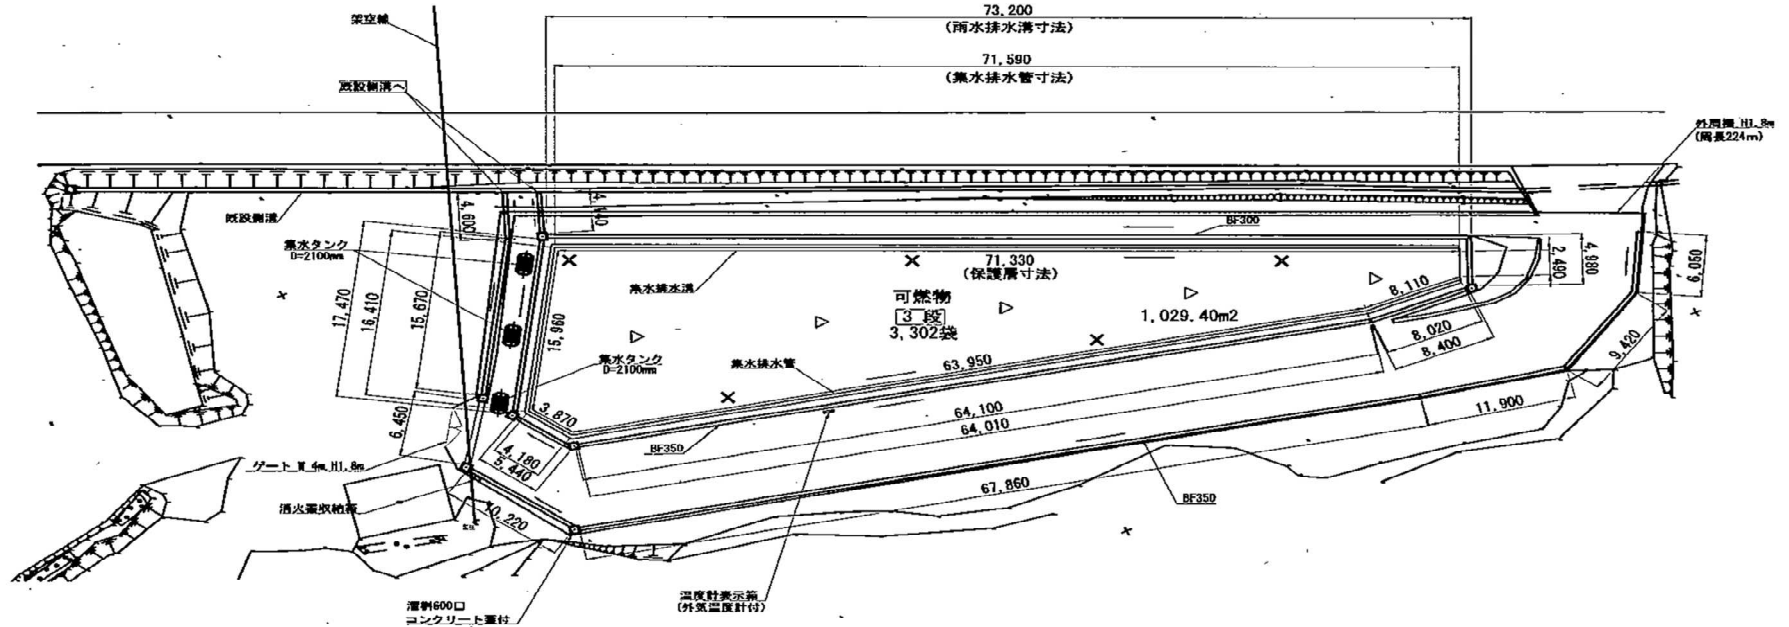 架空線
73,200
(雨水排水溝寸法)
71,590
(集水排水管寸法)
既設側溝へ
外周柵 H1.8m
(周長224m)
既設側溝
4,600
4,140
BF300
集水タンク
D=2100mm
71,330
(保護層寸法)
集水排水溝
2,490
4,980
6,050
17,470
16,410
15,670
15,960
可燃物
3 段
3,302袋
1,029.40m2
8,110
8,020
8,400
9,420
集水タンク
D=2100mm
集水排水管
63,950
3,870
6,450
64,100
64,010
11,900
4,180
5,440
BF350
ゲート W 4m H1.8m
67,860
BF350
消火器収納箱
10,220
溜桝600口
コンクリート蓋付
温度計表示箱
(外気温度計付)